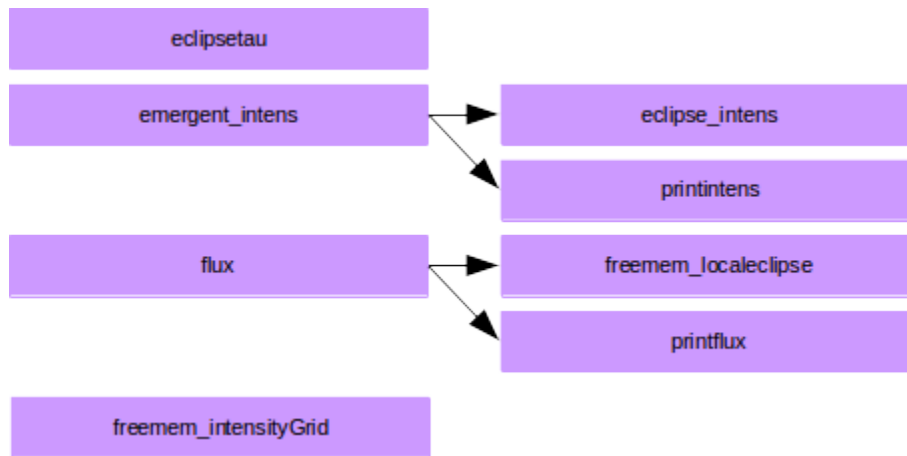 eclipsetau
emergent_intens
eclipse_intens
printintens
flux
freemem_localeclipse
printflux
freemem_intensityGrid